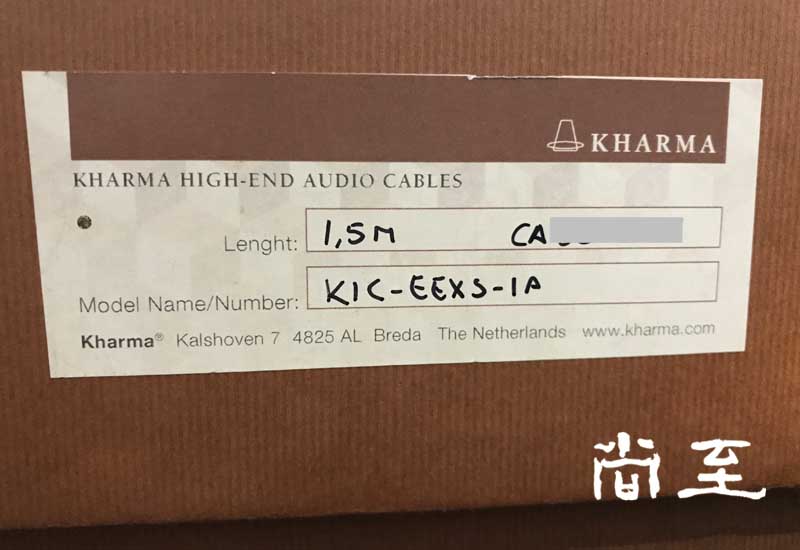 KHARMA
KHARMA HIGH-END AUDIO CABLES
Lenght: 1,5M CA
Model Name/Number: KIC-EEXS-1A
Kharma® Kalshoven 7 4825 AL Breda The Netherlands www.kharma.com
尚至